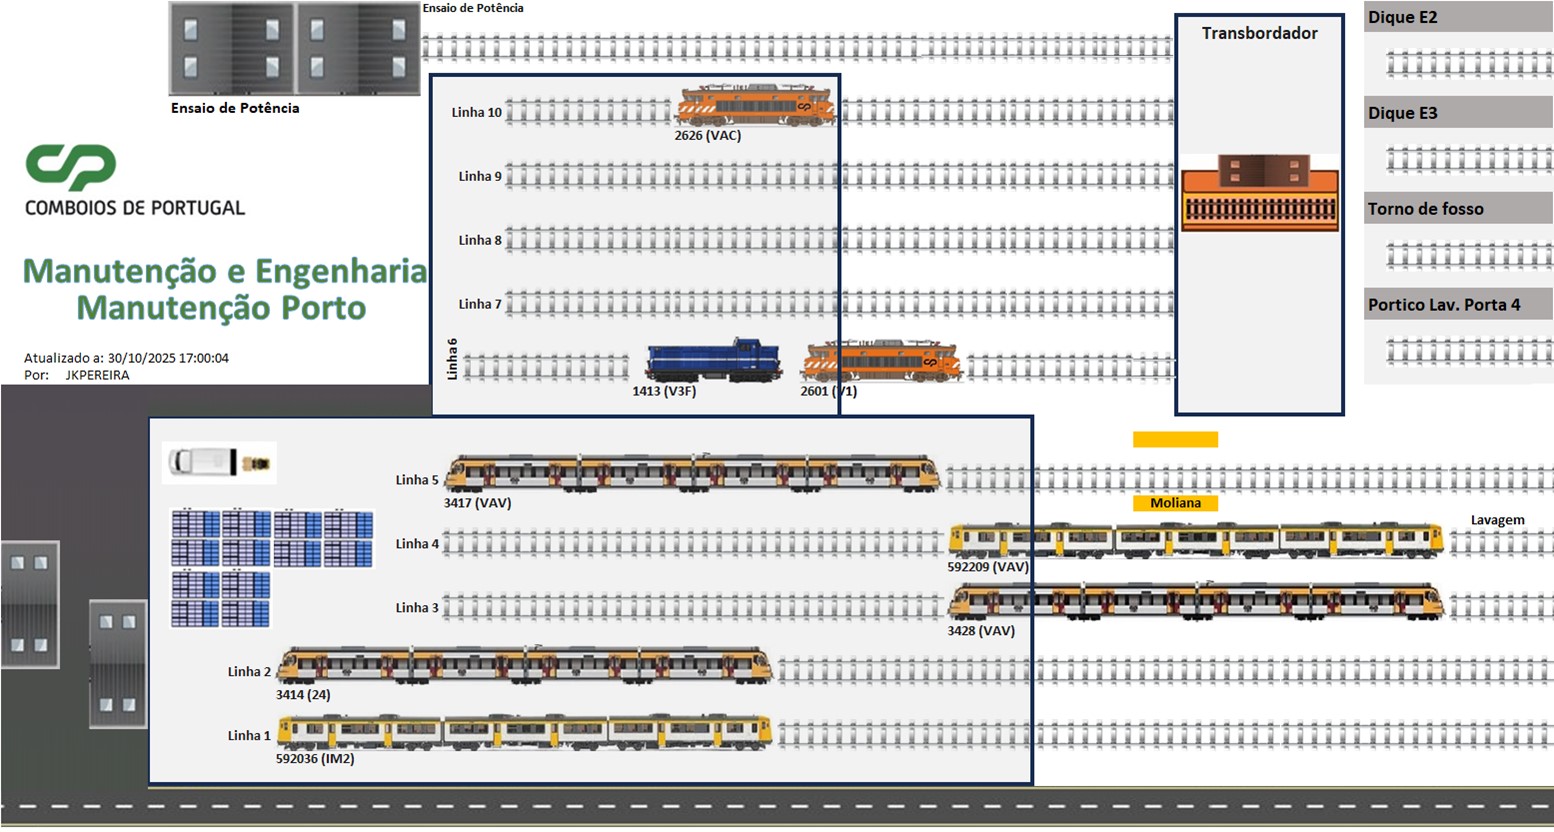 Ensaio de Potência
Ensaio de Potência
CP
COMBOIOS DE PORTUGAL
Manutenção e Engenharia
Manutenção Porto
Atualizado a: 30/10/2025 17:00:04
Por: JKPEREIRA
Linha 10
2626 (VAC)
Linha 9
Linha 8
Linha 7
Linha 6
1413 (V3F)
2601 (V1)
Transbordador
Dique E2
Dique E3
Torno de fosso
Portico Lav. Porta 4
Linha 5
3417 (VAV)
Moliana
Linha 4
592209 (VAV)
Lavagem
Linha 3
3428 (VAV)
Linha 2
3414 (24)
Linha 1
592036 (IM2)